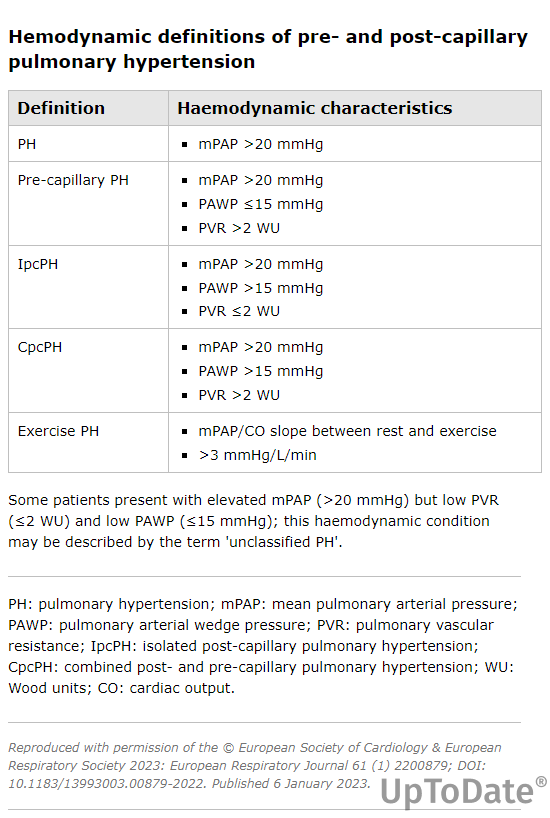 Hemodynamic definitions of pre- and post-capillary
pulmonary hypertension
Definition
Haemodynamic characteristics
PH
▪ mPAP >20 mmHg
Pre-capillary PH
▪ mPAP >20 mmHg
▪ PAWP ≤15 mmHg
▪ PVR >2 WU
IpcPH
▪ mPAP >20 mmHg
▪ PAWP >15 mmHg
▪ PVR ≤2 WU
CpcPH
▪ mPAP >20 mmHg
▪ PAWP >15 mmHg
▪ PVR >2 WU
Exercise PH
▪ mPAP/CO slope between rest and exercise
▪ >3 mmHg/L/min
Some patients present with elevated mPAP (>20 mmHg) but low PVR
(≤2 WU) and low PAWP (≤15 mmHg); this haemodynamic condition
may be described by the term 'unclassified PH'.
PH: pulmonary hypertension; mPAP: mean pulmonary arterial pressure;
PAWP: pulmonary arterial wedge pressure; PVR: pulmonary vascular
resistance; IpcPH: isolated post-capillary pulmonary hypertension;
CpcPH: combined post- and pre-capillary pulmonary hypertension; WU:
Wood units; CO: cardiac output.
Reproduced with permission of the © European Society of Cardiology & European
Respiratory Society 2023: European Respiratory Journal 61 (1) 2200879; DOI:
10.1183/13993003.00879-2022. Published 6 January 2023.
UpToDate®